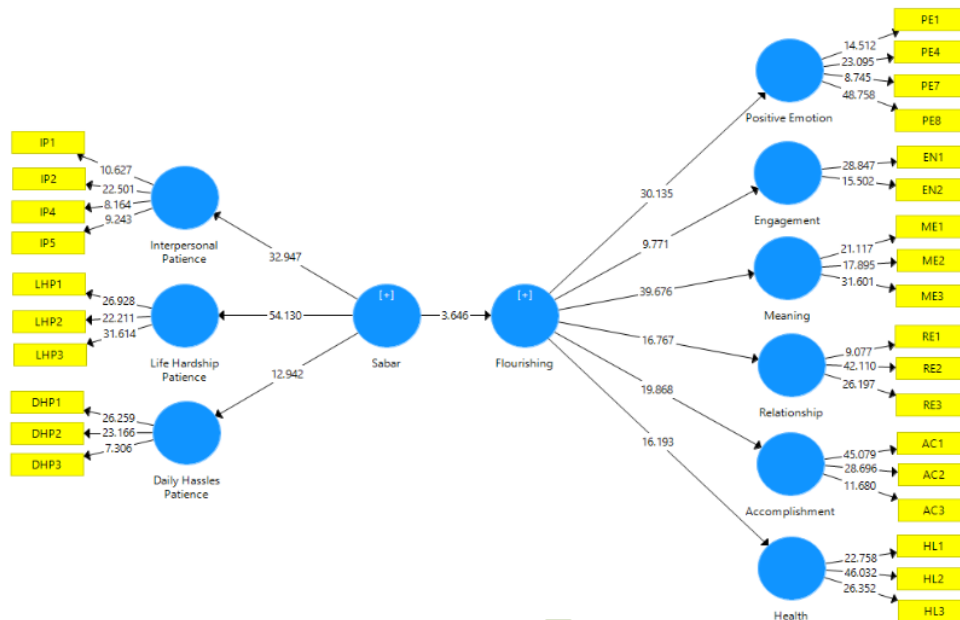 PE1
14.512
PE4
23.095
PE7
8.745
PE8
48.758
Positive Emotion
IP1
10.627
IP2
22.501
IP4
8.164
IP5
9.243
Interpersonal
Patience
32.947
30.135
EN1
28.847
EN2
15.502
Engagement
9.771
ME1
21.117
ME2
17.895
ME3
31.601
Meaning
39.676
LHP1
26.928
LHP2
22.211
LHP3
31.614
Life Hardship
Patience
54.130
[+]
Sabar
3.646
[+]
Flourishing
16.767
RE1
9.077
RE2
42.110
RE3
26.197
Relationship
12.942
19.868
DHP1
26.259
DHP2
23.166
DHP3
7.306
Daily Hassles
Patience
16.193
AC1
45.079
AC2
28.696
AC3
11.680
Accomplishment
HL1
22.758
HL2
46.032
HL3
26.352
Health